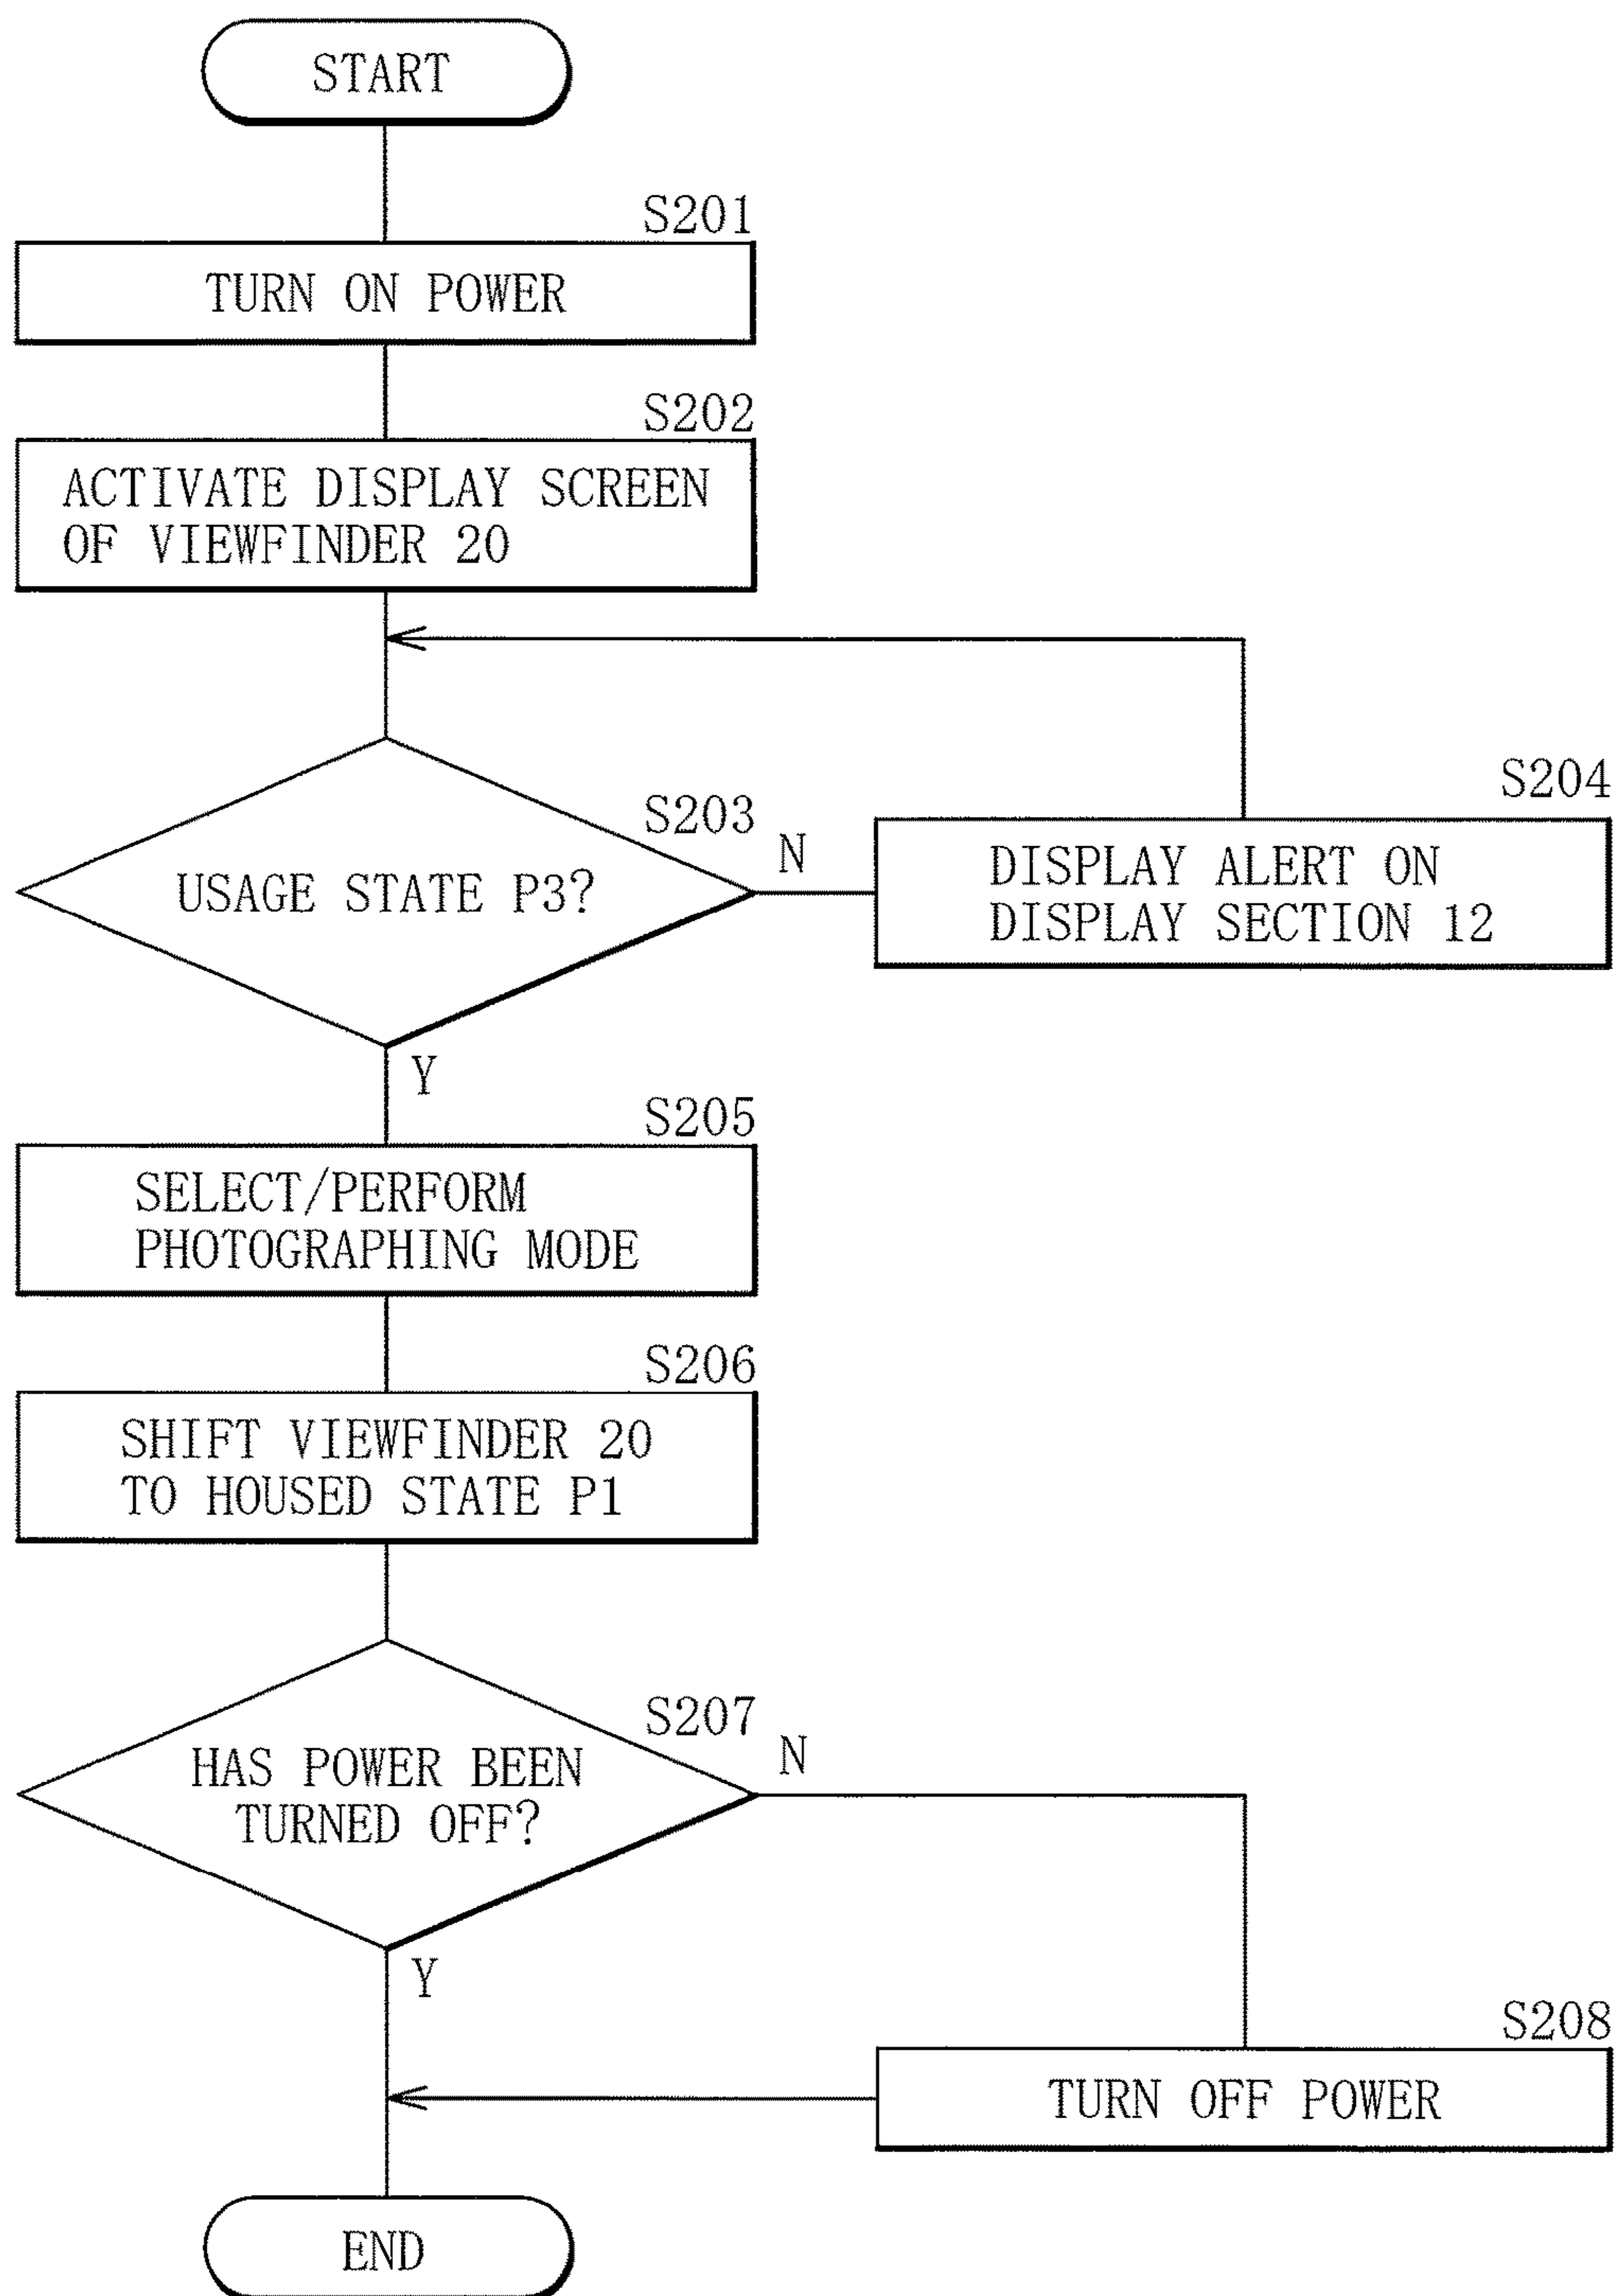 START
S201
TURN ON POWER
S202
ACTIVATE DISPLAY SCREEN
OF VIEWFINDER 20
S203
USAGE STATE P3?
N
S204
DISPLAY ALERT ON
DISPLAY SECTION 12
Y
S205
SELECT/PERFORM
PHOTOGRAPHING MODE
S206
SHIFT VIEWFINDER 20
TO HOUSED STATE P1
S207
HAS POWER BEEN
TURNED OFF?
N
Y
S208
TURN OFF POWER
END